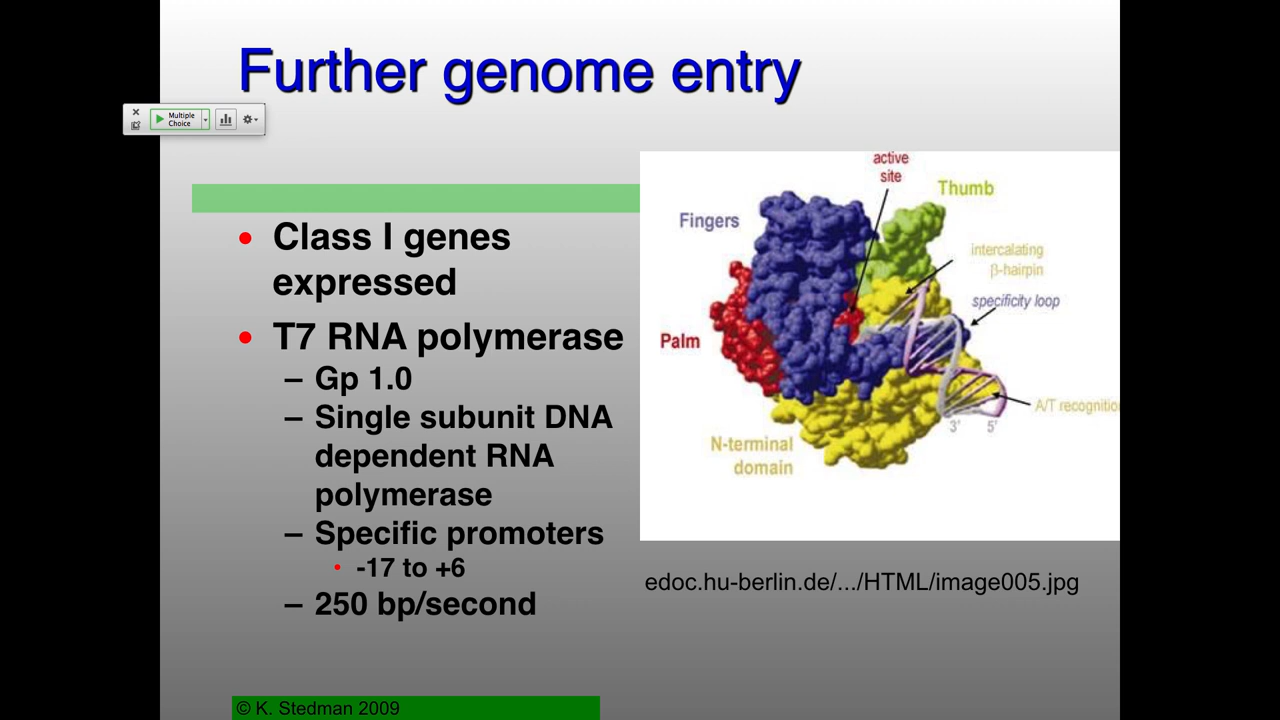 Further genome entry
Multiple
Choice
• Class I genes
expressed
• T7 RNA polymerase
– Gp 1.0
– Single subunit DNA
dependent RNA
polymerase
– Specific promoters
• -17 to +6
– 250 bp/second
active
site
Thumb
Fingers
intercalating
β-hairpin
specificity loop
Palm
A/T recognitio
3' 5'
N-terminal
domain
edoc.hu-berlin.de/.../HTML/image005.jpg
© K. Stedman 2009